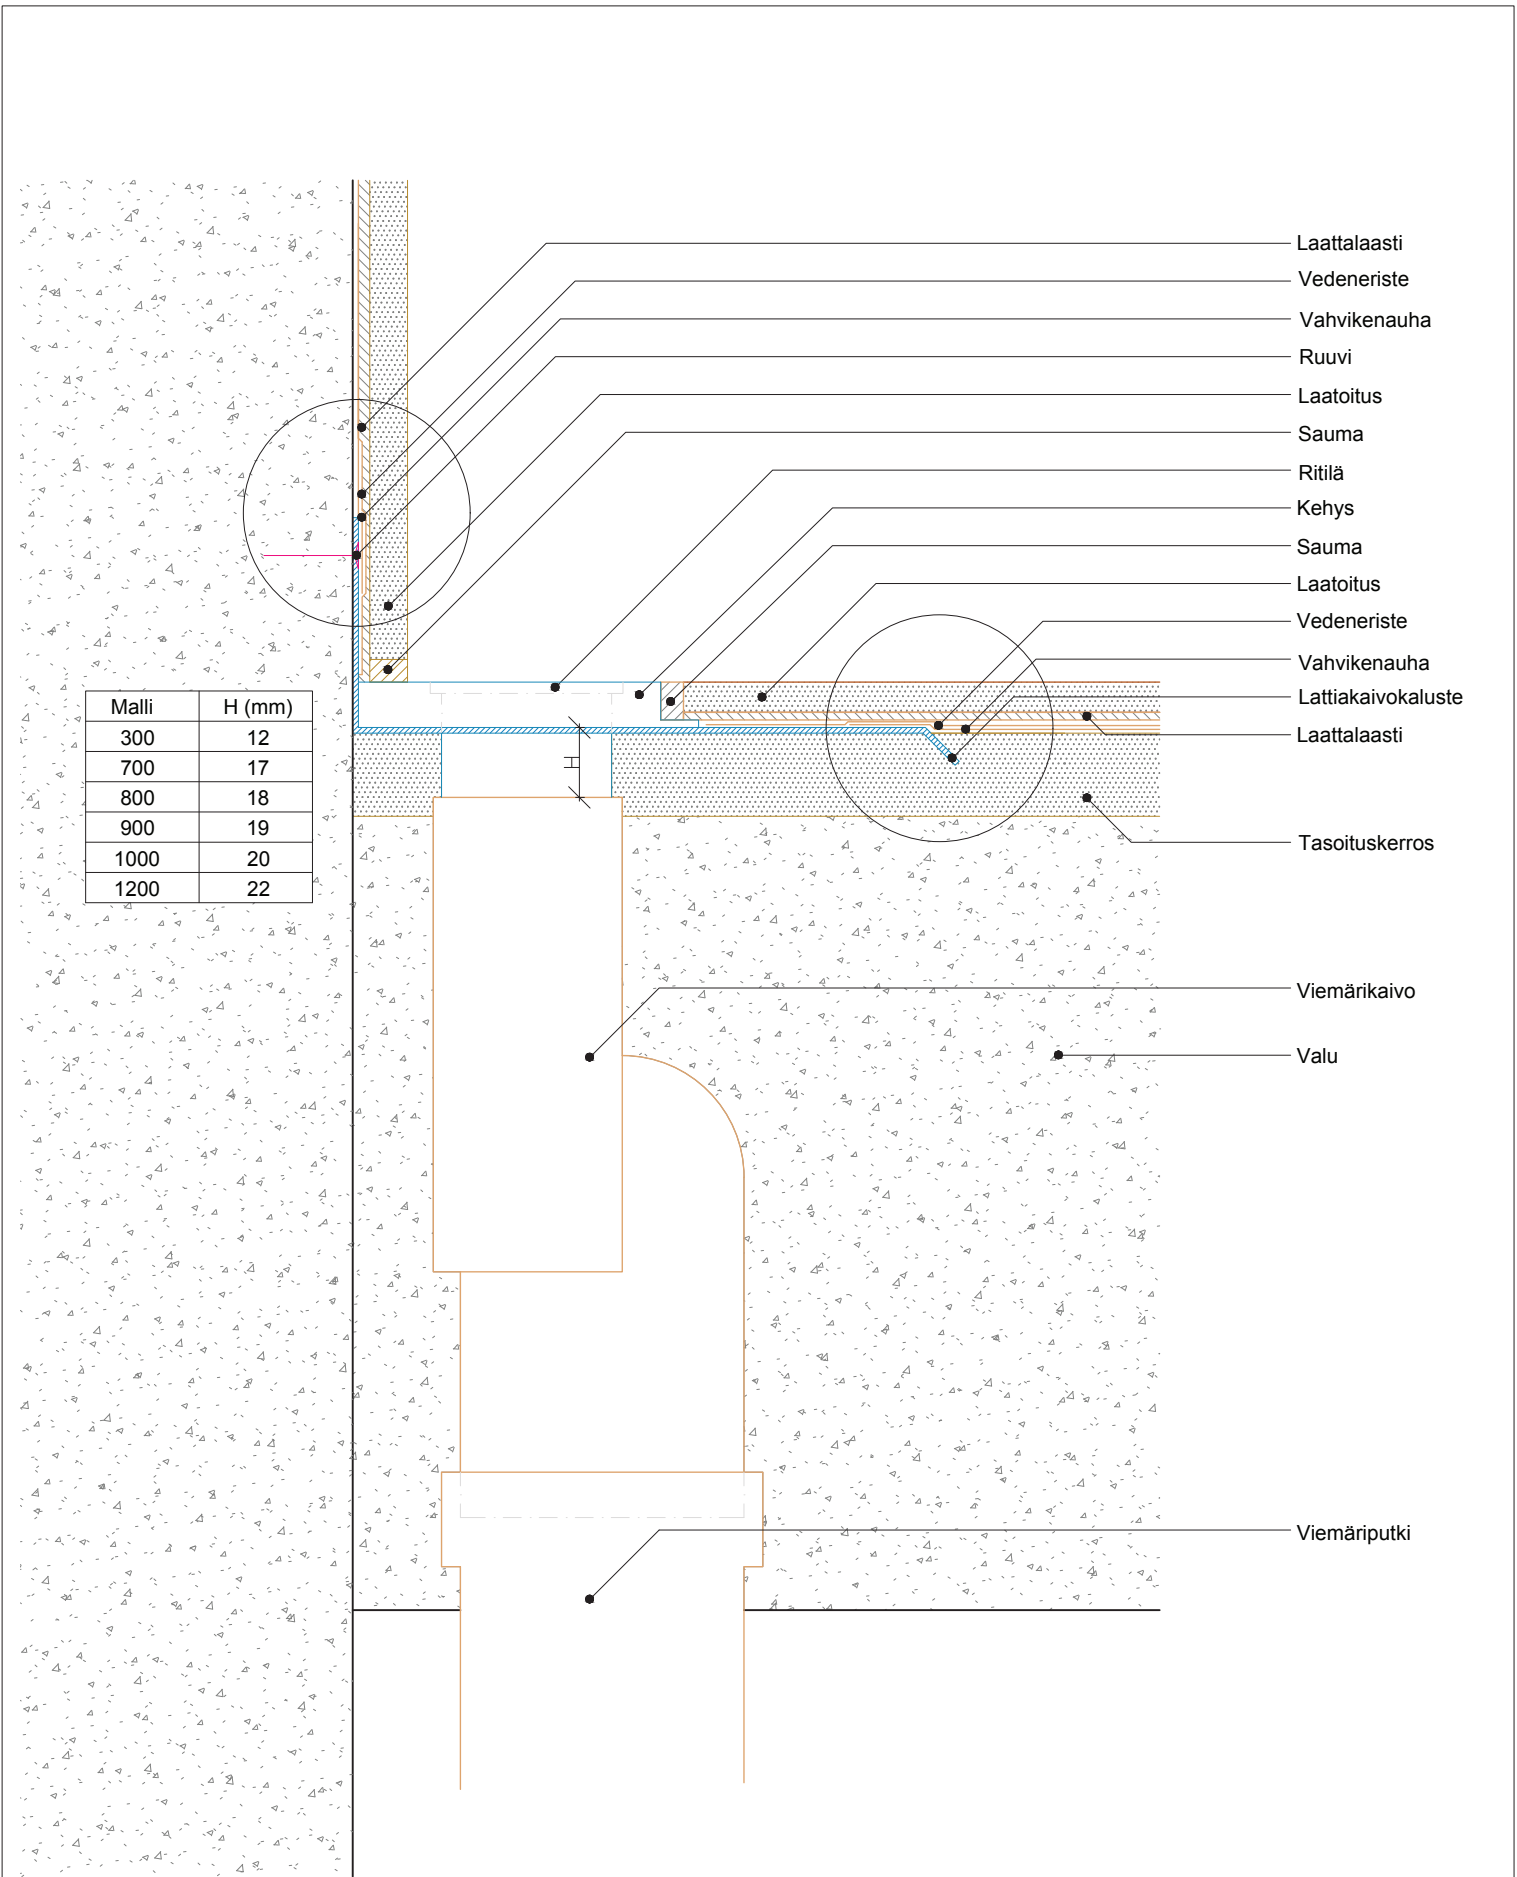 Laattalaasti
Vedeneriste
Vahvikenauha
Ruuvi
Laatoitus
Sauma
Ritilä
Kehys
Sauma
Laatoitus
Vedeneriste
Vahvikenauha
Lattiakaivokaluste
Laattalaasti
Tasoituskerros
Viemärikaivo
Valu
Viemäriputki
Malli H (mm)
300 12
700 17
800 18
900 19
1000 20
1200 22
H